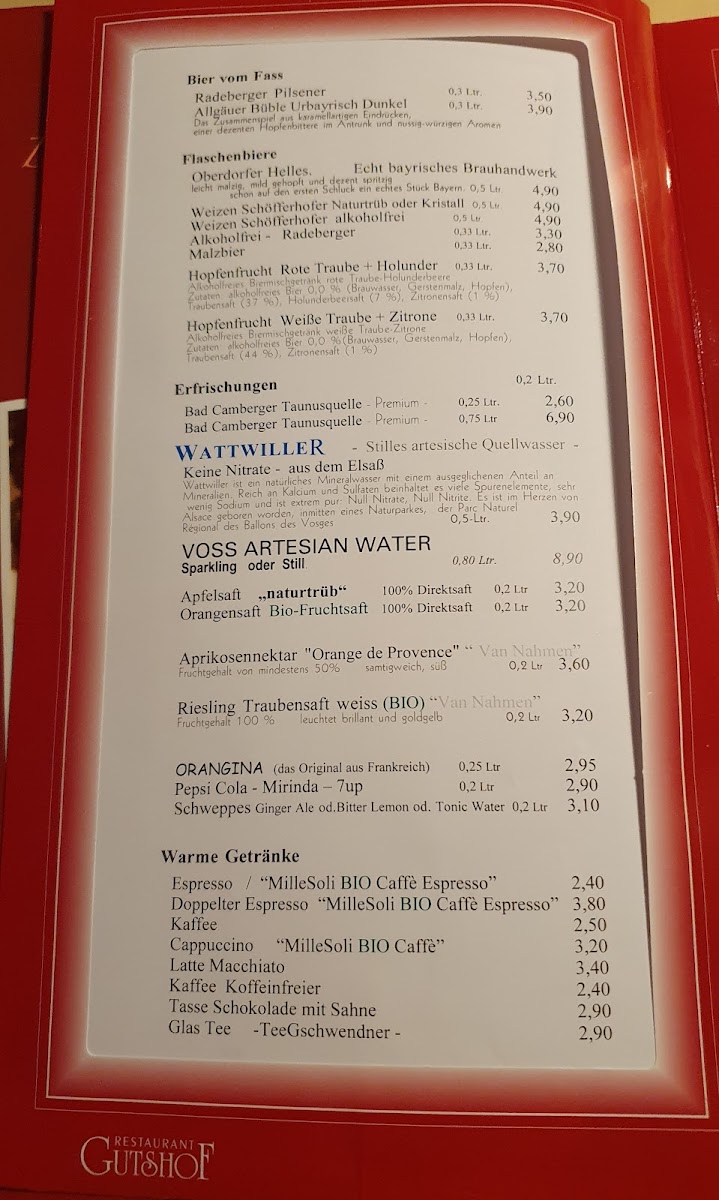 Bier vom Fass
Radeberger Pilsener 0,3 Ltr. 3,50
Allgäuer Büble Urbayrisch Dunkel 0,3 Ltr. 3,90
Das Zusammenspiel aus karamellartigen Eindrücken,
einer dezenten Hopfenbittere im Antrunk und nussig-würzigen Aromen
Flaschenbiere
Oberdorfer Helles. Echt bayrisches Brauhandwerk
leicht malzig, mild gehopft und dezent spritzig
schon auf den ersten Schluck ein echtes Stück Bayern. 0,5 Ltr. 4,90
Weizen Schöfferhofer Naturtrüb oder Kristall 0,5 Ltr. 4,90
Weizen Schöfferhofer alkoholfrei 0,5 Ltr. 4,90
Alkoholfrei - Radeberger 0,33 Ltr. 3,30
Malzbier 0,33 Ltr. 2,80
Hopfenfrucht Rote Traube + Holunder 0,33 Ltr. 3,70
Alkoholfreies Biermischgetränk rote Traube-Holunderbeere
Zutaten: alkoholfreies Bier 0,0 % (Brauwasser, Gerstenmalz, Hopfen),
Traubensaft (37 %), Holunderbeersaft (7 %), Zitronensaft (1 %)
Hopfenfrucht Weiße Traube + Zitrone 0,33 Ltr. 3,70
Alkoholfreies Biermischgetränk weiße Traube-Zitrone
Zutaten: alkoholfreies Bier 0,0 %(Brauwasser, Gerstenmalz, Hopfen),
Traubensaft (44 %), Zitronensaft (1 %)
Erfrischungen 0,2 Ltr.
Bad Camberger Taunusquelle - Premium - 0,25 Ltr. 2,60
Bad Camberger Taunusquelle - Premium - 0,75 Ltr 6,90
WATTWILLER - Stilles artesische Quellwasser -
Keine Nitrate - aus dem Elsaß
Wattwiller ist ein natürliches Mineralwasser mit einem ausgeglichenen Anteil an
Mineralien. Reich an Kalcium und Sulfaten beinhaltet es viele Spurenelemente, sehr
wenig Sodium und ist extrem pur: Null Nitrate, Null Nitrite. Es ist im Herzen von
Alsace geboren worden, inmitten eines Naturparkes, der Parc Naturel
Régional des Ballons des Vosges 0,5-Ltr. 3,90
VOSS ARTESIAN WATER
Sparkling oder Still 0,80 Ltr. 8,90
Apfelsaft „naturtrüb“ 100% Direktsaft 0,2 Ltr 3,20
Orangensaft Bio-Fruchtsaft 100% Direktsaft 0,2 Ltr 3,20
Aprikosennektar "Orange de Provence" “ Van Nahmen”
Fruchtgehalt von mindestens 50% samtigweich, süß 0,2 Ltr 3,60
Riesling Traubensaft weiss (BIO) “Van Nahmen”
Fruchtgehalt 100 % leuchtet brillant und goldgelb 0,2 Ltr 3,20
ORANGINA (das Original aus Frankreich) 0,25 Ltr 2,95
Pepsi Cola - Mirinda – 7up 0,2 Ltr 2,90
Schweppes Ginger Ale od.Bitter Lemon od. Tonic Water 0,2 Ltr 3,10
Warme Getränke
Espresso / “MilleSoli BIO Caffè Espresso” 2,40
Doppelter Espresso “MilleSoli BIO Caffè Espresso” 3,80
Kaffee 2,50
Cappuccino “MilleSoli BIO Caffè” 3,20
Latte Macchiato 3,40
Kaffee Koffeinfreier 2,40
Tasse Schokolade mit Sahne 2,90
Glas Tee -TeeGschwendner - 2,90
RESTAURANT
GUTSHOF